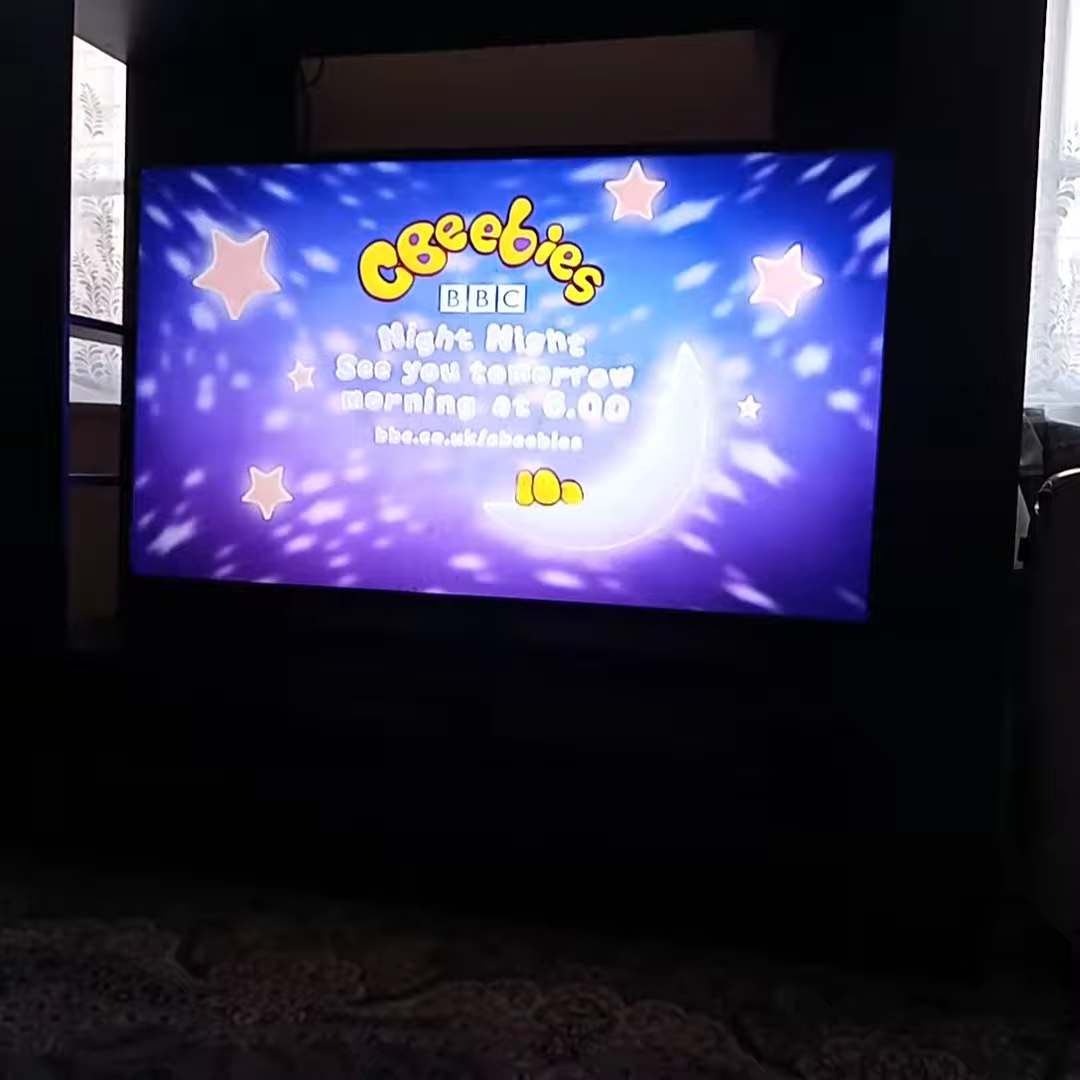 CBeebies
BBC
Night Night
See you tomorrow
morning at 6.00
bbc.co.uk/cbeebies